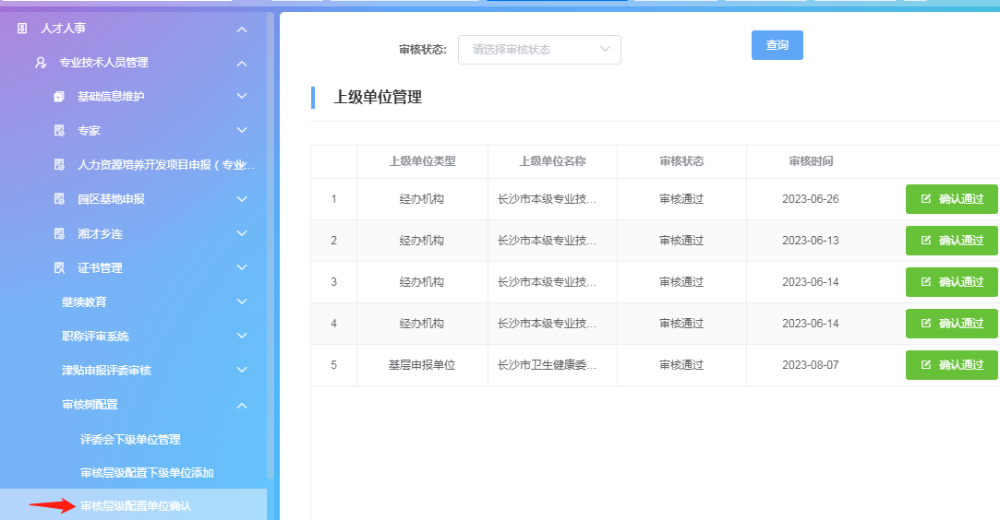 人才人事
专业技术人员管理
基础信息维护
专家
人力资源培养开发项目申报（专业...
园区基地申报
湘才乡连
证书管理
继续教育
职称评审系统
津贴申报评委审核
审核树配置
评委会下级单位管理
审核层级配置下级单位添加
审核层级配置单位确认
审核状态: 请选择审核状态 查询
上级单位管理
上级单位类型 上级单位名称 审核状态 审核时间
1 经办机构 长沙市本级专业技... 审核通过 2023-06-26 确认通过
2 经办机构 长沙市本级专业技... 审核通过 2023-06-13 确认通过
3 经办机构 长沙市本级专业技... 审核通过 2023-06-14 确认通过
4 经办机构 长沙市本级专业技... 审核通过 2023-06-14 确认通过
5 基层申报单位 长沙市卫生健康委... 审核通过 2023-08-07 确认通过